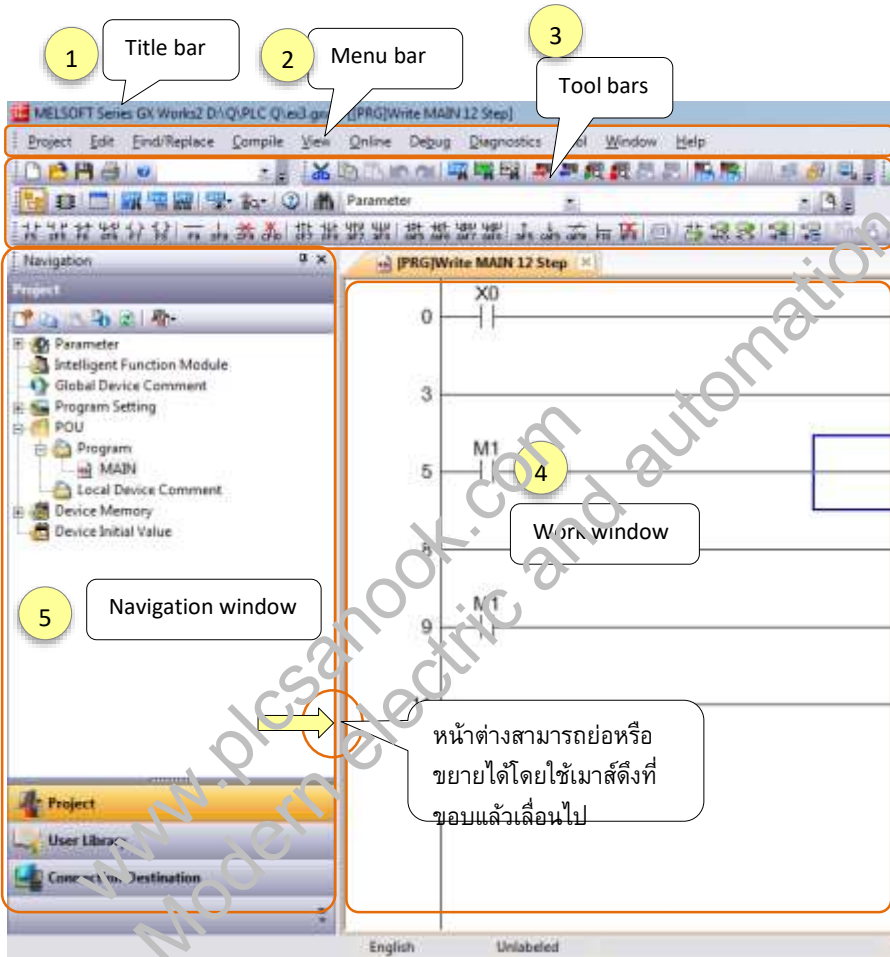 1
Title bar
2
Menu bar
3
Tool bars
MELSOFT Series GX Works2 D:\Q\PLC Q\ex3.gxw [[PRG]Write MAIN 12 Step]
Project Edit Find/Replace Compile View Online Debug Diagnostics Window Help
Parameter
Navigation
Project
Parameter
Intelligent Function Module
Global Device Comment
Program Setting
POU
Program
MAIN
Local Device Comment
Device Memory
Device Initial Value
5
Navigation window
Project
User Library
Connection Destination
[PRG]Write MAIN 12 Step
X0
0
3
M1
5
4
Work window
8
M1
9
หน้าต่างสามารถย่อหรือ
ขยายได้โดยใช้เมาส์ดึงที่
ขอบแล้วเลื่อนไป
English Unlabeled
www.plcsanook.com
Modern electric and automation